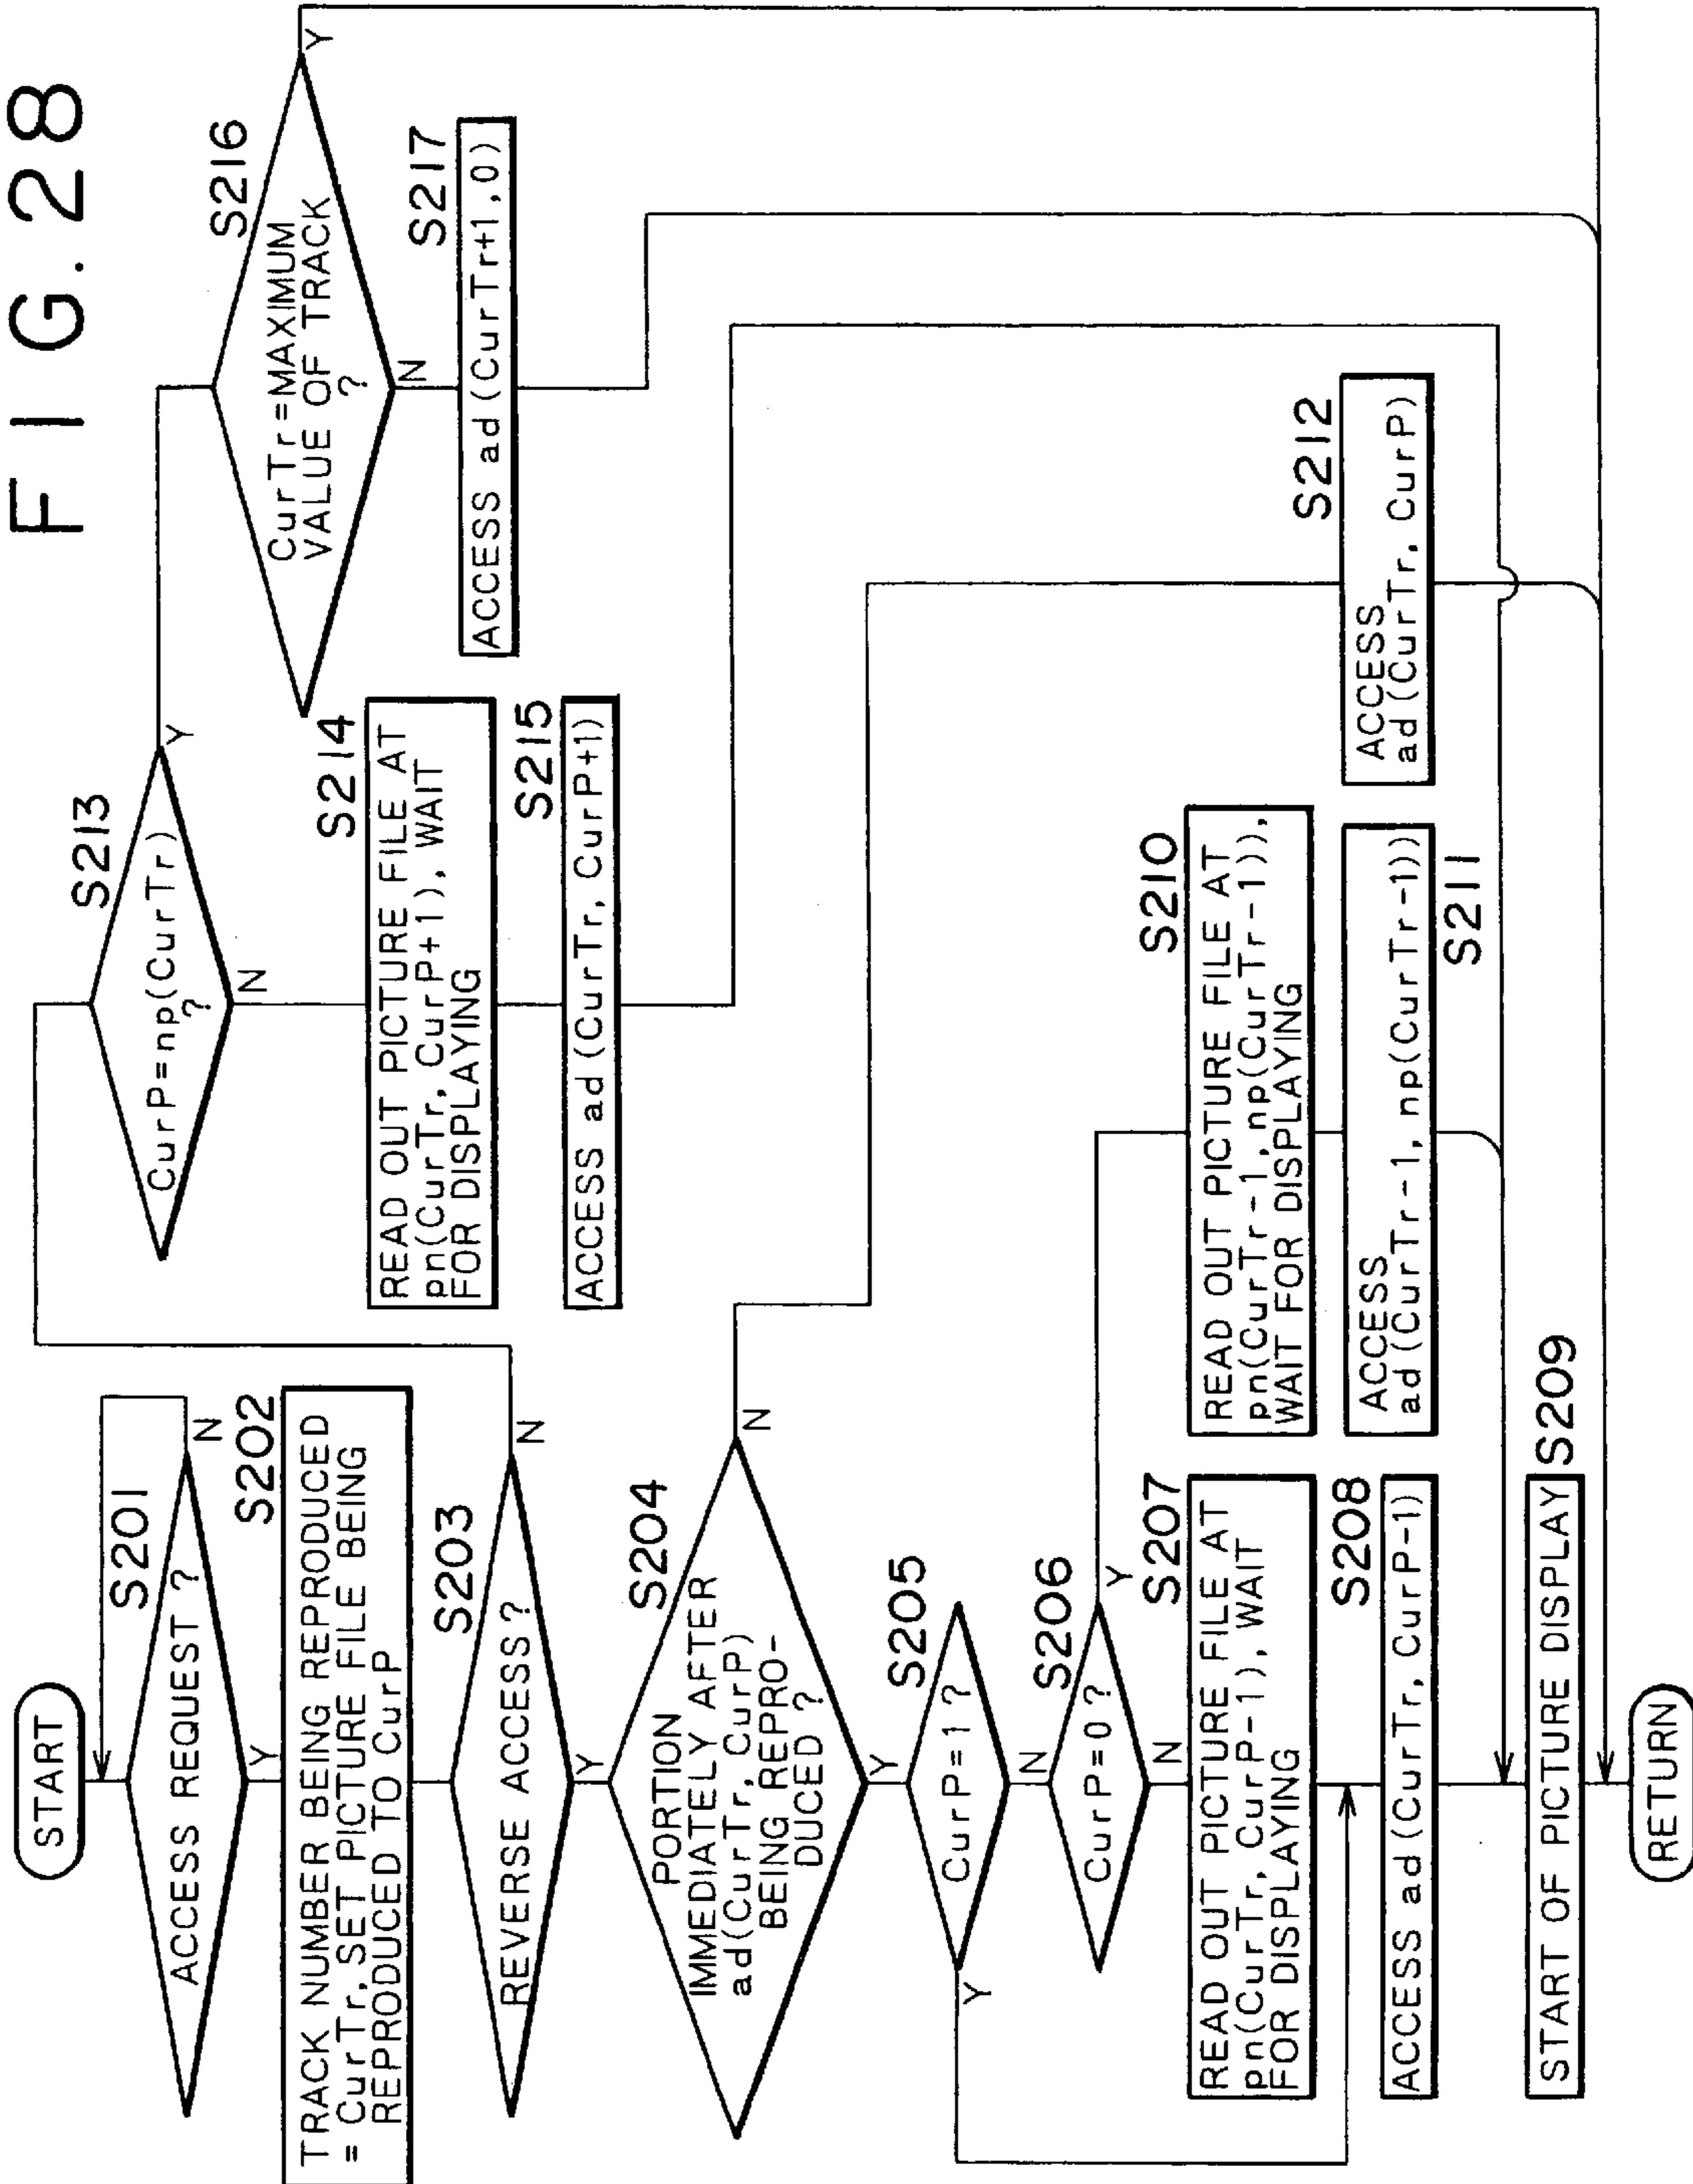 FIG. 28
START
S201
ACCESS REQUEST ?
N
Y
S202
TRACK NUMBER BEING REPRODUCED
= CurTr, SET PICTURE FILE BEING
REPRODUCED TO CurP
S203
REVERSE ACCESS ?
N
Y
S204
PORTION
IMMEDIATELY AFTER
ad(CurTr, CurP)
BEING REPRO-
DUCED ?
N
Y
S205
CurP=1 ?
Y
N
S206
CurP=0 ?
Y
N
S207
READ OUT PICTURE FILE AT
pn(CurTr, CurP-1), WAIT
FOR DISPLAYING
S208
ACCESS ad(CurTr, CurP-1)
START OF PICTURE DISPLAY
S209
RETURN
S210
READ OUT PICTURE FILE AT
pn(CurTr-1, np(CurTr-1)),
WAIT FOR DISPLAYING
ACCESS
ad(CurTr-1, np(CurTr-1))
S211
S212
ACCESS
ad(CurTr, CurP)
S213
CurP=np(CurTr)
?
Y
N
S214
READ OUT PICTURE FILE AT
pn(CurTr, CurP+1), WAIT
FOR DISPLAYING
S215
ACCESS ad(CurTr, CurP+1)
S216
CurTr=MAXIMUM
VALUE OF TRACK
?
Y
N
S217
ACCESS ad(CurTr+1,0)